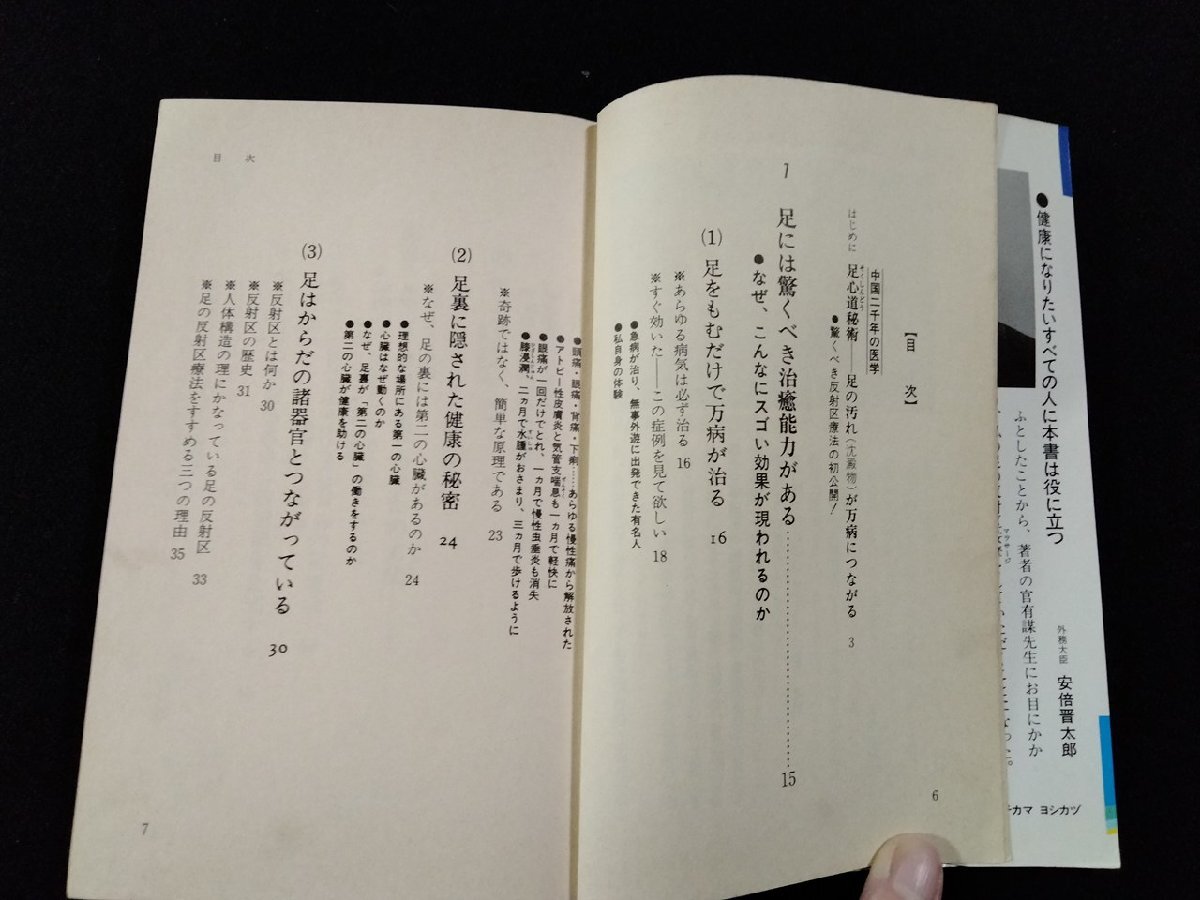 ●健康になりたいすべての人に本書は役に立つ
外務大臣 安倍晋太郎
ふとしたことから、著者の官有謀先生にお目にかか
カマ ヨシカヅ
【目 次】
中国二千年の医学
はじめに 足心道秘術――足の汚れ(沈澱物)が万病につながる 3
●驚くべき反射区療法の初公開!
1 足には驚くべき治癒能力がある 15
●なぜ、こんなにスゴい効果が現われるのか
(1) 足をもむだけで万病が治る 16
※あらゆる病気は必ず治る 16
※すぐ効いた――この症例を見て欲しい 18
●急病が治り、無事外遊に出発できた有名人
●私自身の体験
6
目 次
●頭痛・眼痛・胃痛・下痢……あらゆる慢性痛から解放された
●アトピー性皮膚炎と気管支喘息も一ヵ月で軽快に
●眼痛が一回だけでとれ、一ヵ月で慢性虫垂炎も消失
●膝浸潤。二ヵ月で水腫がおさまり、三ヵ月で歩けるように
※奇跡ではなく、簡単な原理である 23
(2) 足裏に隠された健康の秘密 24
※なぜ、足の裏には第二の心臓があるのか 24
●理想的な場所にある第一の心臓
●心臓はなぜ動くのか
●なぜ、足裏が「第二の心臓」の働きをするのか
●第二の心臓が健康を助ける
(3) 足はからだの諸器官とつながっている 30
※反射区とは何か 30
※反射区の歴史 31
※人体構造の理にかなっている足の反射区 33
※足の反射区療法をすすめる三つの理由 35
7